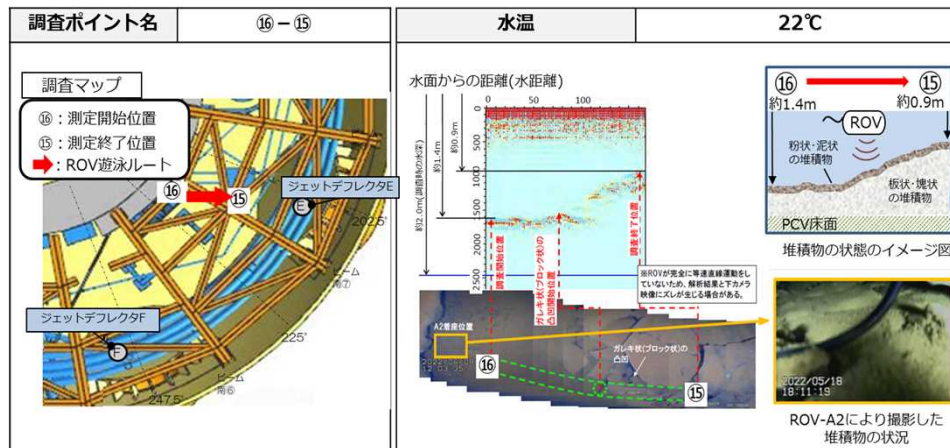 調査ポイント名
⑯－⑮
調査マップ
⑯：測定開始位置
⑮：測定終了位置
：ROV遊泳ルート
⑯
⑮
ジェットデフレクタE
E
202.5°
ビーム
南⑦
ジェットデフレクタF
F
225°
ビーム
南⑥
247.5°
水温
22℃
水面からの距離(水距離)
0 50 100 150
0
500
1000
1500
2000
2500
約0.9m
約1.4m
約2.0m(調査時の水深)
調査開始位置
ガレキ状(ブロック状)の
凸凹開始位置
調査終了位置
※ROVが完全に等速直線運動をし
ていないため、解析結果と下カメラ
映像にズレが生じる場合がある。
A2着座位置
⑯
ガレキ状(ブロック状)の
凸凹
⑮
⑯
⑮
約1.4m
約0.9m
ROV
粉状・泥状
の堆積物
板状・塊状
の堆積物
PCV床面
堆積物の状態のイメージ図
2022/05/18
18:11:19
ROV-A2により撮影した
堆積物の状況